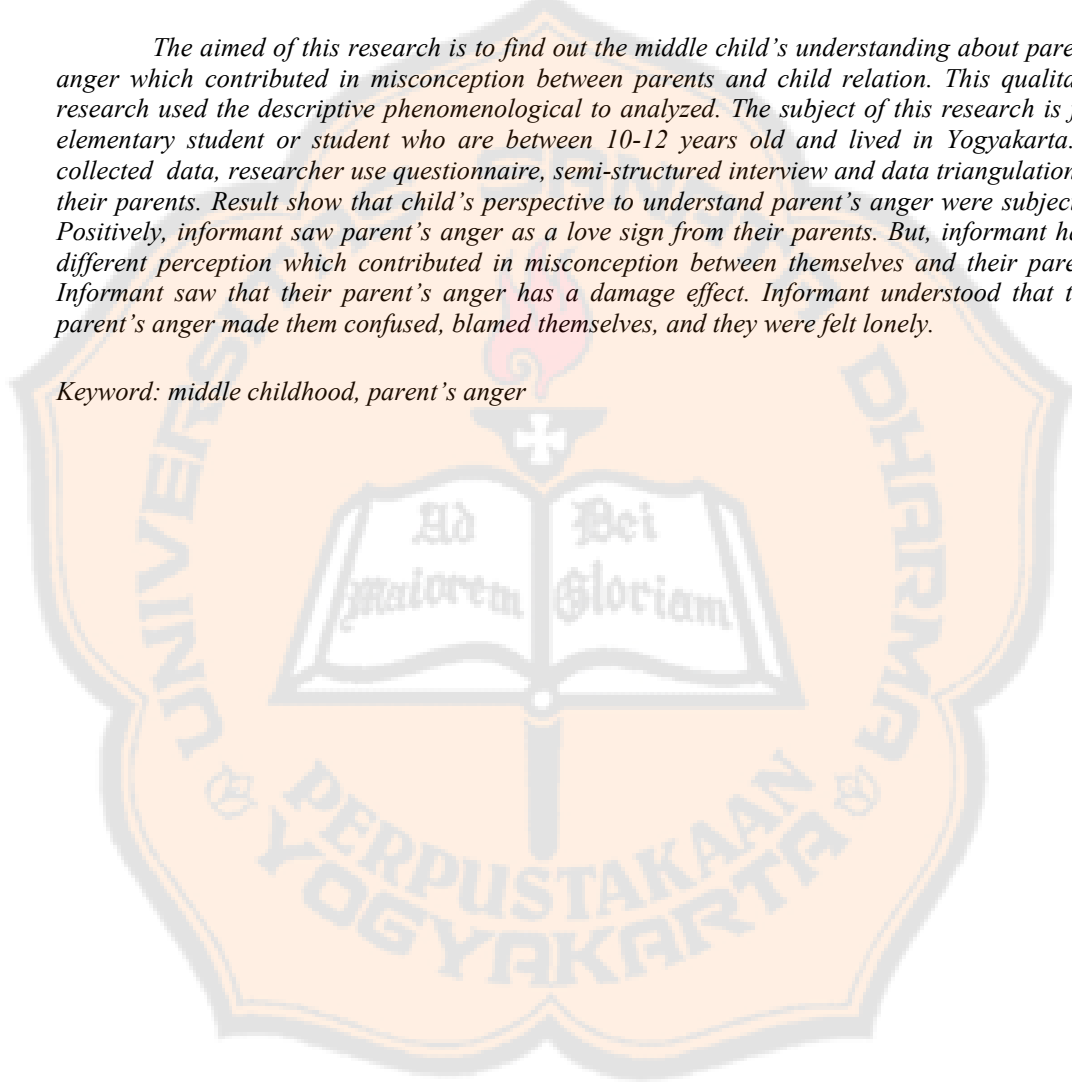 The aimed of this research is to find out the middle child’s understanding about pare
anger which contributed in misconception between parents and child relation. This qualita
research used the descriptive phenomenological to analyzed. The subject of this research is f
elementary student or student who are between 10-12 years old and lived in Yogyakarta.
collected data, researcher use questionnaire, semi-structured interview and data triangulation
their parents. Result show that child’s perspective to understand parent’s anger were subject
Positively, informant saw parent’s anger as a love sign from their parents. But, informant ha
different perception which contributed in misconception between themselves and their pare
Informant saw that their parent’s anger has a damage effect. Informant understood that t
parent’s anger made them confused, blamed themselves, and they were felt lonely.
Keyword: middle childhood, parent’s anger
UNIVERSITAS SANATA DHARMA
Ad Dei
Maiorem Gloriam
PERPUSTAKAAN
YOGYAKARTA